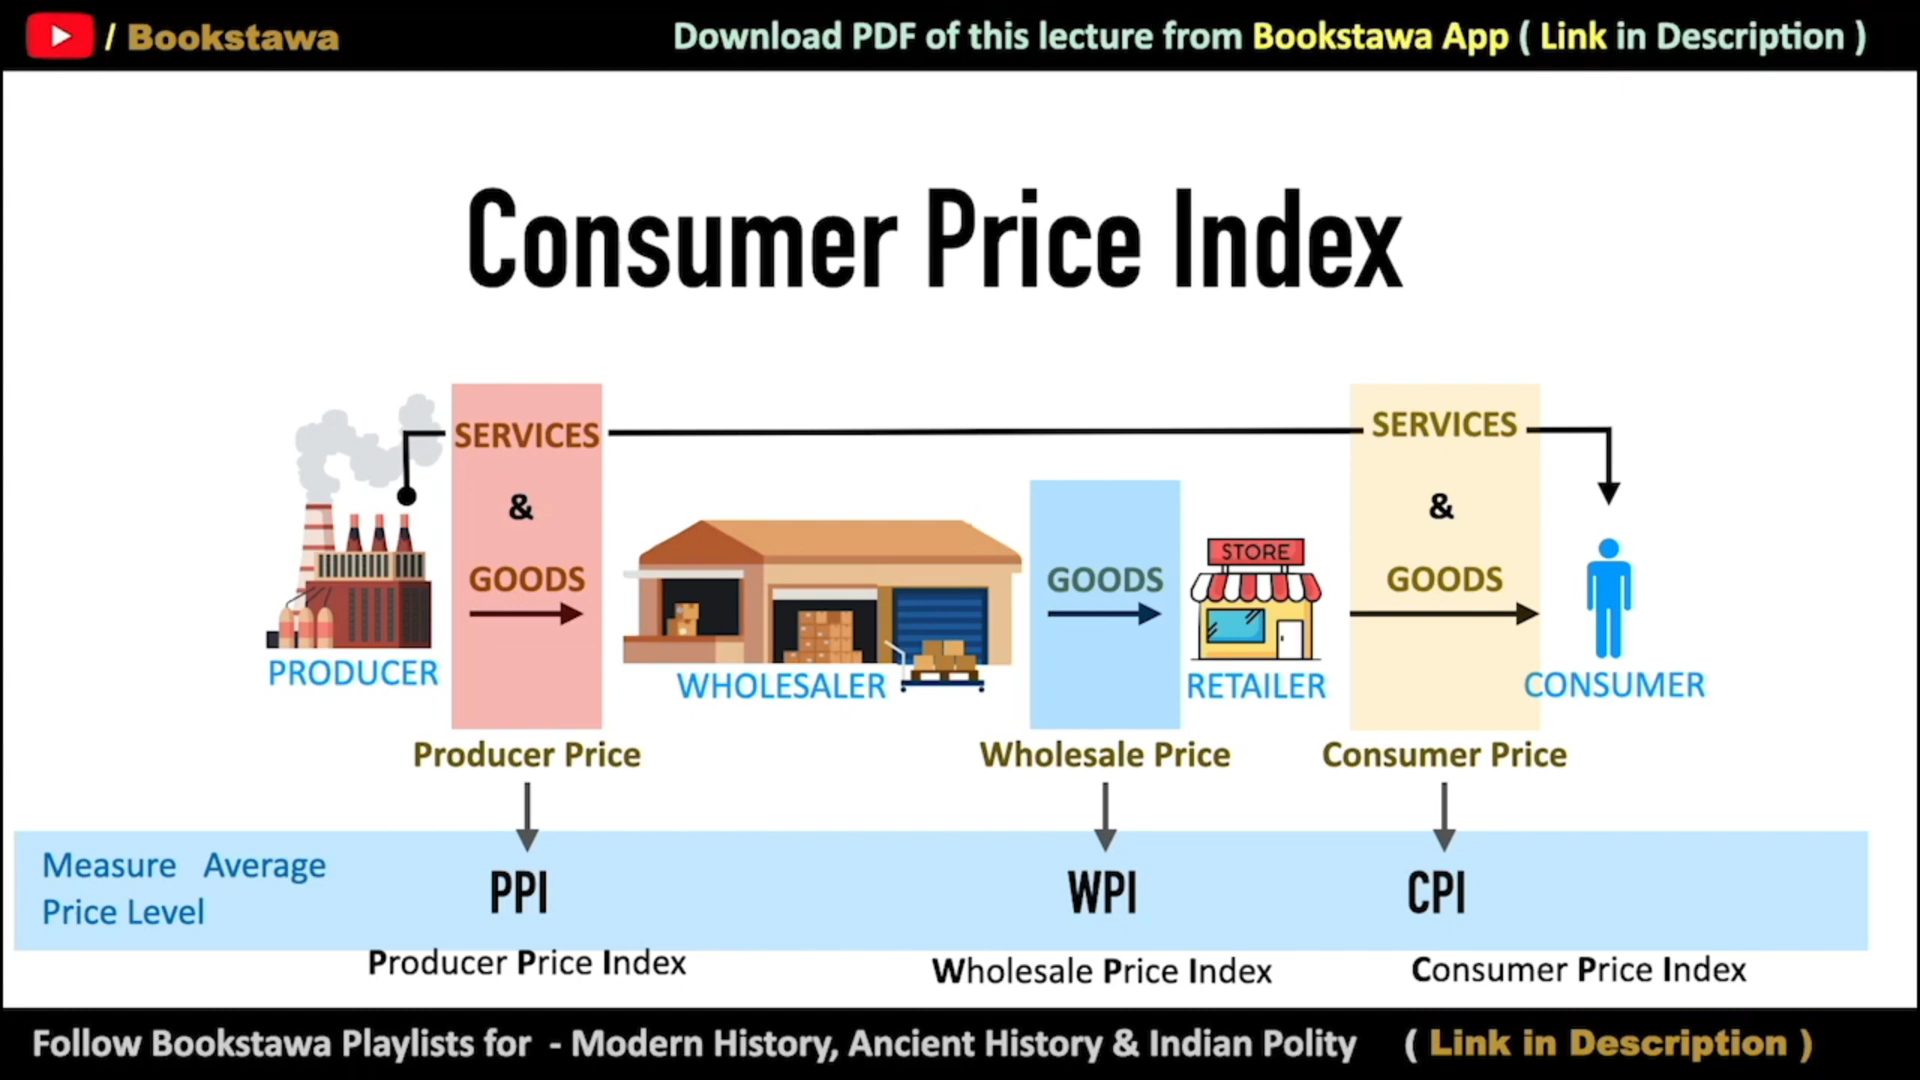 / Bookstawa
Download PDF of this lecture from Bookstawa App ( Link in Description )
Consumer Price Index
SERVICES
&
GOODS
GOODS
STORE
SERVICES
&
GOODS
PRODUCER
WHOLESALER
RETAILER
CONSUMER
Producer Price
Wholesale Price
Consumer Price
Measure Average
Price Level
PPI
WPI
CPI
Producer Price Index
Wholesale Price Index
Consumer Price Index
Follow Bookstawa Playlists for - Modern History, Ancient History & Indian Polity ( Link in Description )